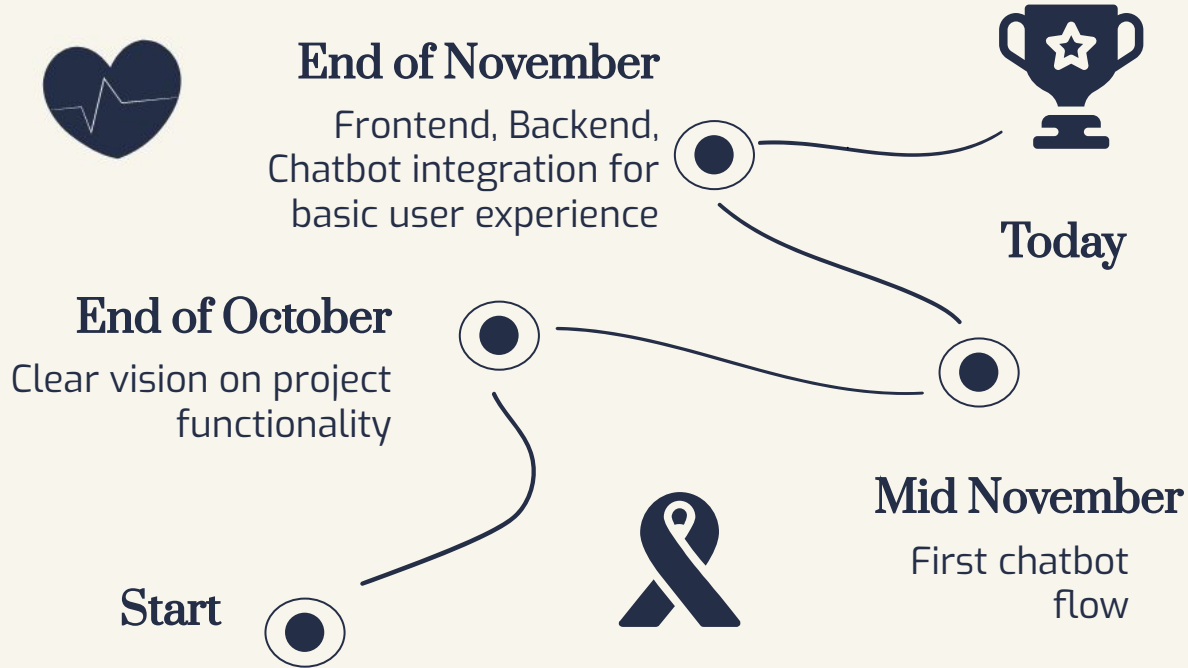 End of November
Frontend, Backend,
Chatbot integration for
basic user experience
Today
End of October
Clear vision on project
functionality
Mid November
First chatbot
flow
Start